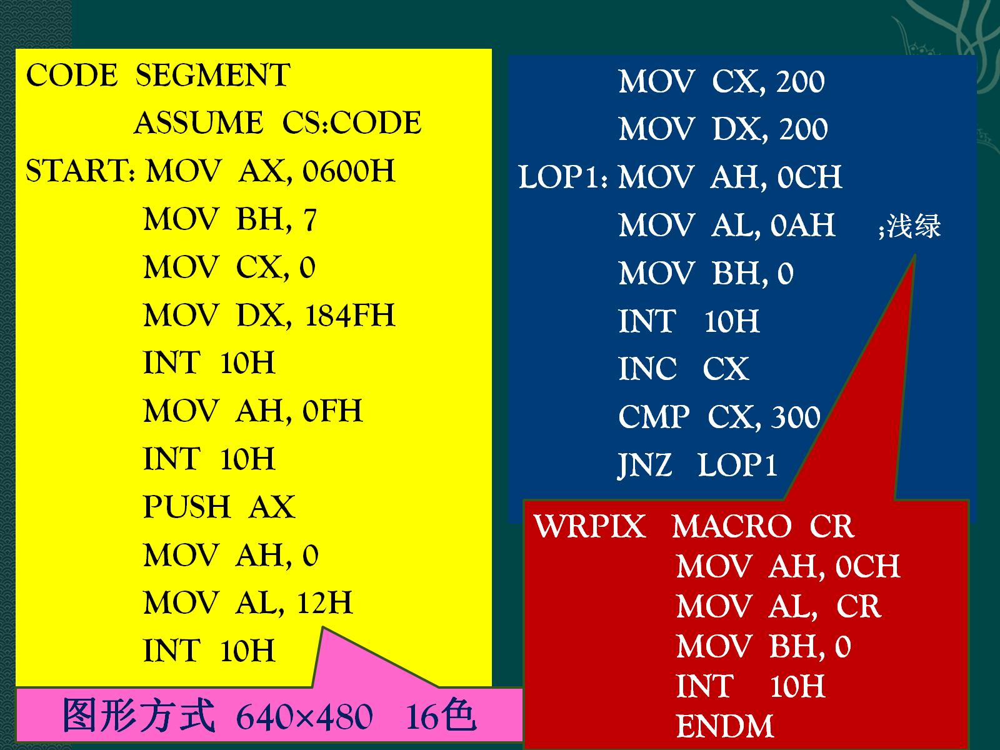 CODE SEGMENT
ASSUME CS:CODE
START: MOV AX, 0600H
MOV BH, 7
MOV CX, 0
MOV DX, 184FH
INT 10H
MOV AH, 0FH
INT 10H
PUSH AX
MOV AH, 0
MOV AL, 12H
INT 10H
图形方式 640×480 16色
MOV CX, 200
MOV DX, 200
LOP1: MOV AH, 0CH
MOV AL, 0AH ;浅绿
MOV BH, 0
INT 10H
INC CX
CMP CX, 300
JNZ LOP1
WRPIX MACRO CR
MOV AH, 0CH
MOV AL, CR
MOV BH, 0
INT 10H
ENDM